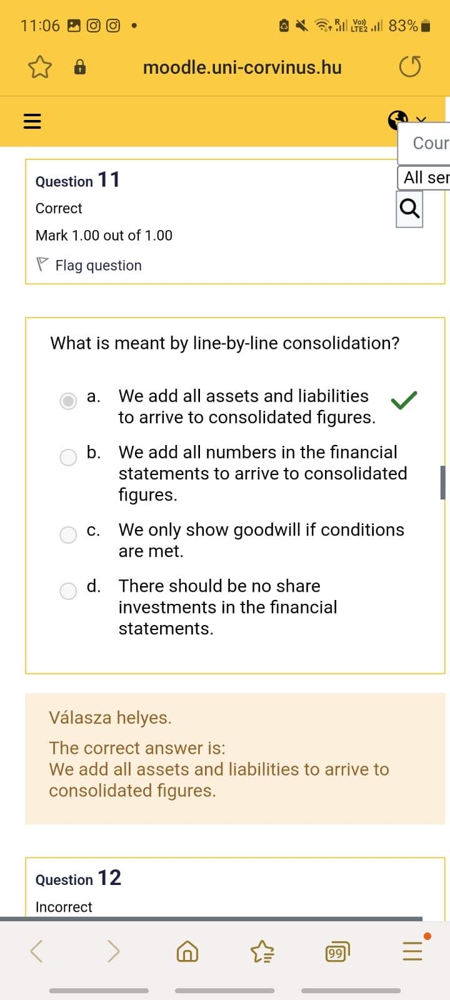 11:06
R
Vo))
LTE2
83%
moodle.uni-corvinus.hu
Cour
All ser
Question 11
Correct
Mark 1.00 out of 1.00
Flag question
What is meant by line-by-line consolidation?
a. We add all assets and liabilities
to arrive to consolidated figures.
b. We add all numbers in the financial
statements to arrive to consolidated
figures.
c. We only show goodwill if conditions
are met.
d. There should be no share
investments in the financial
statements.
Válasza helyes.
The correct answer is:
We add all assets and liabilities to arrive to
consolidated figures.
Question 12
Incorrect
99